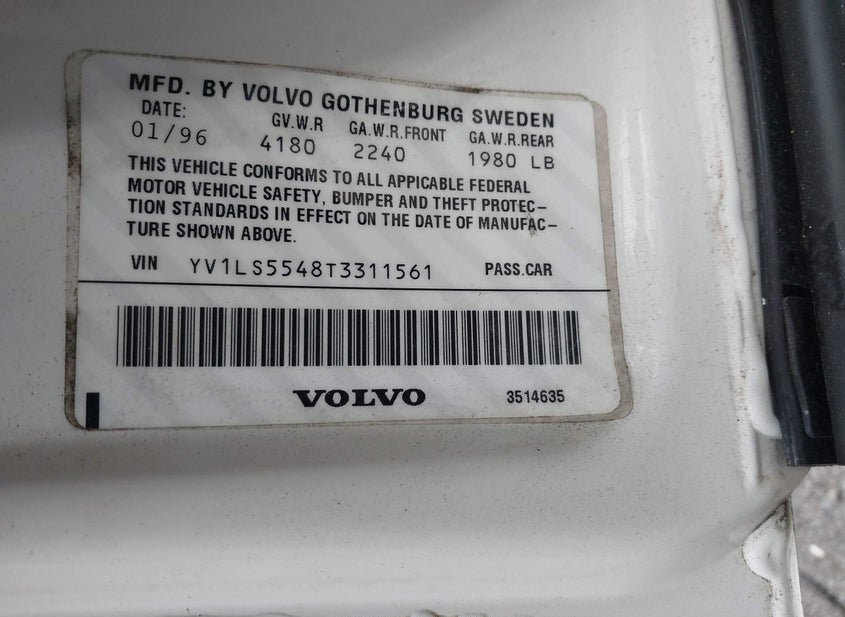 MFD. BY VOLVO GOTHENBURG SWEDEN
DATE: GV.W.R GA.W.R.FRONT GA.W.R.REAR
01/96 4180 2240 1980 LB
THIS VEHICLE CONFORMS TO ALL APPICABLE FEDERAL
MOTOR VEHICLE SAFETY, BUMPER AND THEFT PROTEC–
TION STANDARDS IN EFFECT ON THE DATE OF MANUFAC–
TURE SHOWN ABOVE.
VIN YV1LS5548T3311561 PASS.CAR
VOLVO 3514635